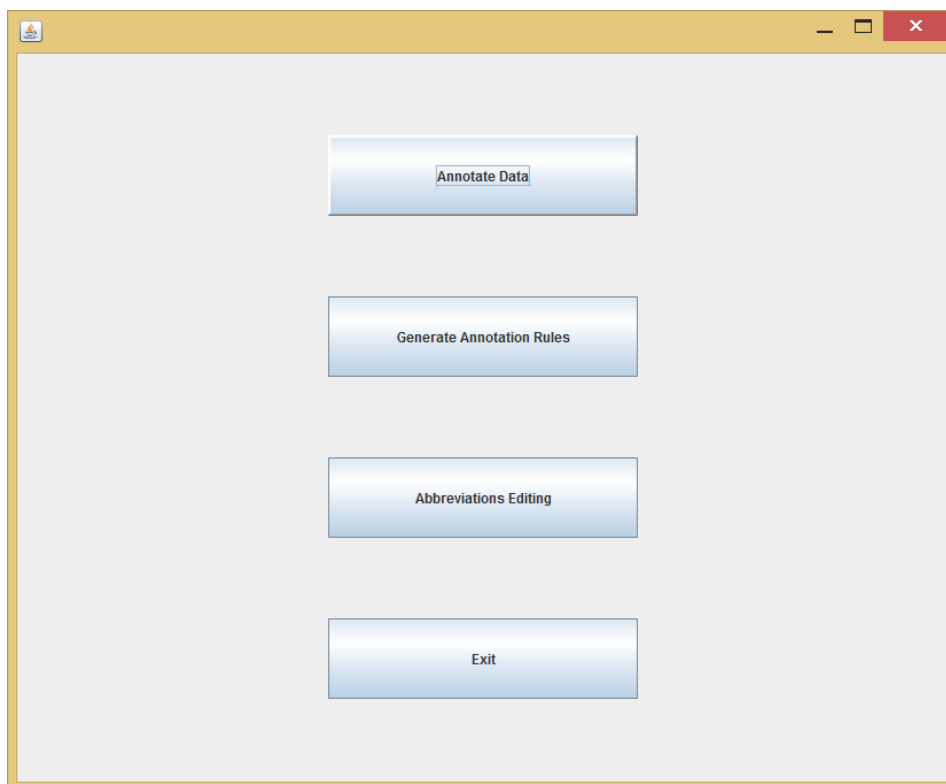 Annotate Data
Generate Annotation Rules
Abbreviations Editing
Exit